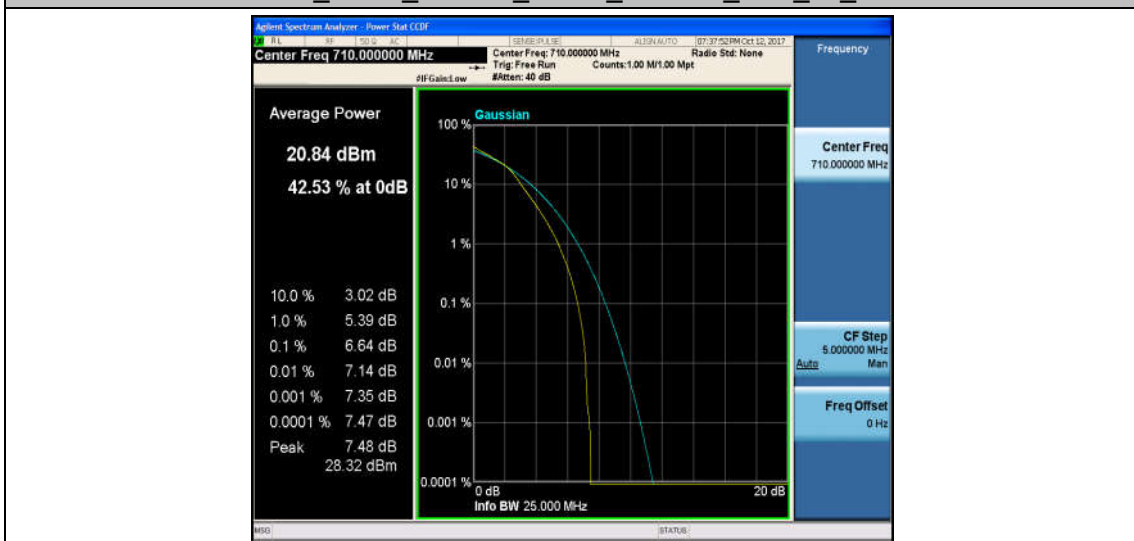 Agilent Spectrum Analyzer - Power Stat CCDF
RL RF 50 Ω AC SENSE:PULSE ALIGN AUTO 07:37:52 PM Oct 12, 2017
Center Freq 710.000000 MHz
Center Freq: 710.000000 MHz Radio Std: None
Trig: Free Run Counts:1.00 M/1.00 Mpt
#IFGain:Low #Atten: 40 dB
Frequency
Average Power
20.84 dBm
42.53 % at 0dB
10.0 % 3.02 dB
1.0 % 5.39 dB
0.1 % 6.64 dB
0.01 % 7.14 dB
0.001 % 7.35 dB
0.0001 % 7.47 dB
Peak 7.48 dB
28.32 dBm
Gaussian
100 %
10 %
1 %
0.1 %
0.01 %
0.001 %
0.0001 %
0 dB 20 dB
Info BW 25.000 MHz
Center Freq
710.000000 MHz
CF Step
5.000000 MHz
Auto Man
Freq Offset
0 Hz
MSG STATUS